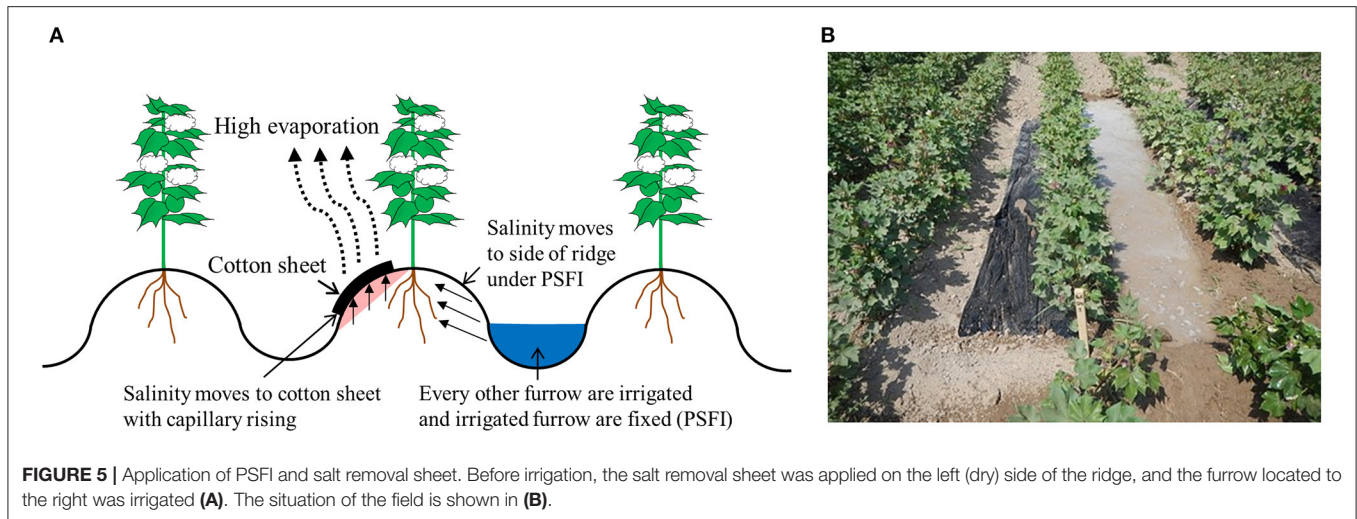 A
B
High evaporation
Cotton sheet
Salinity moves
to side of ridge
under PSFI
Salinity moves to cotton sheet
with capillary rising
Every other furrow are irrigated
and irrigated furrow are fixed (PSFI)
FIGURE 5 | Application of PSFI and salt removal sheet. Before irrigation, the salt removal sheet was applied on the left (dry) side of the ridge, and the furrow located to
the right was irrigated (A). The situation of the field is shown in (B).